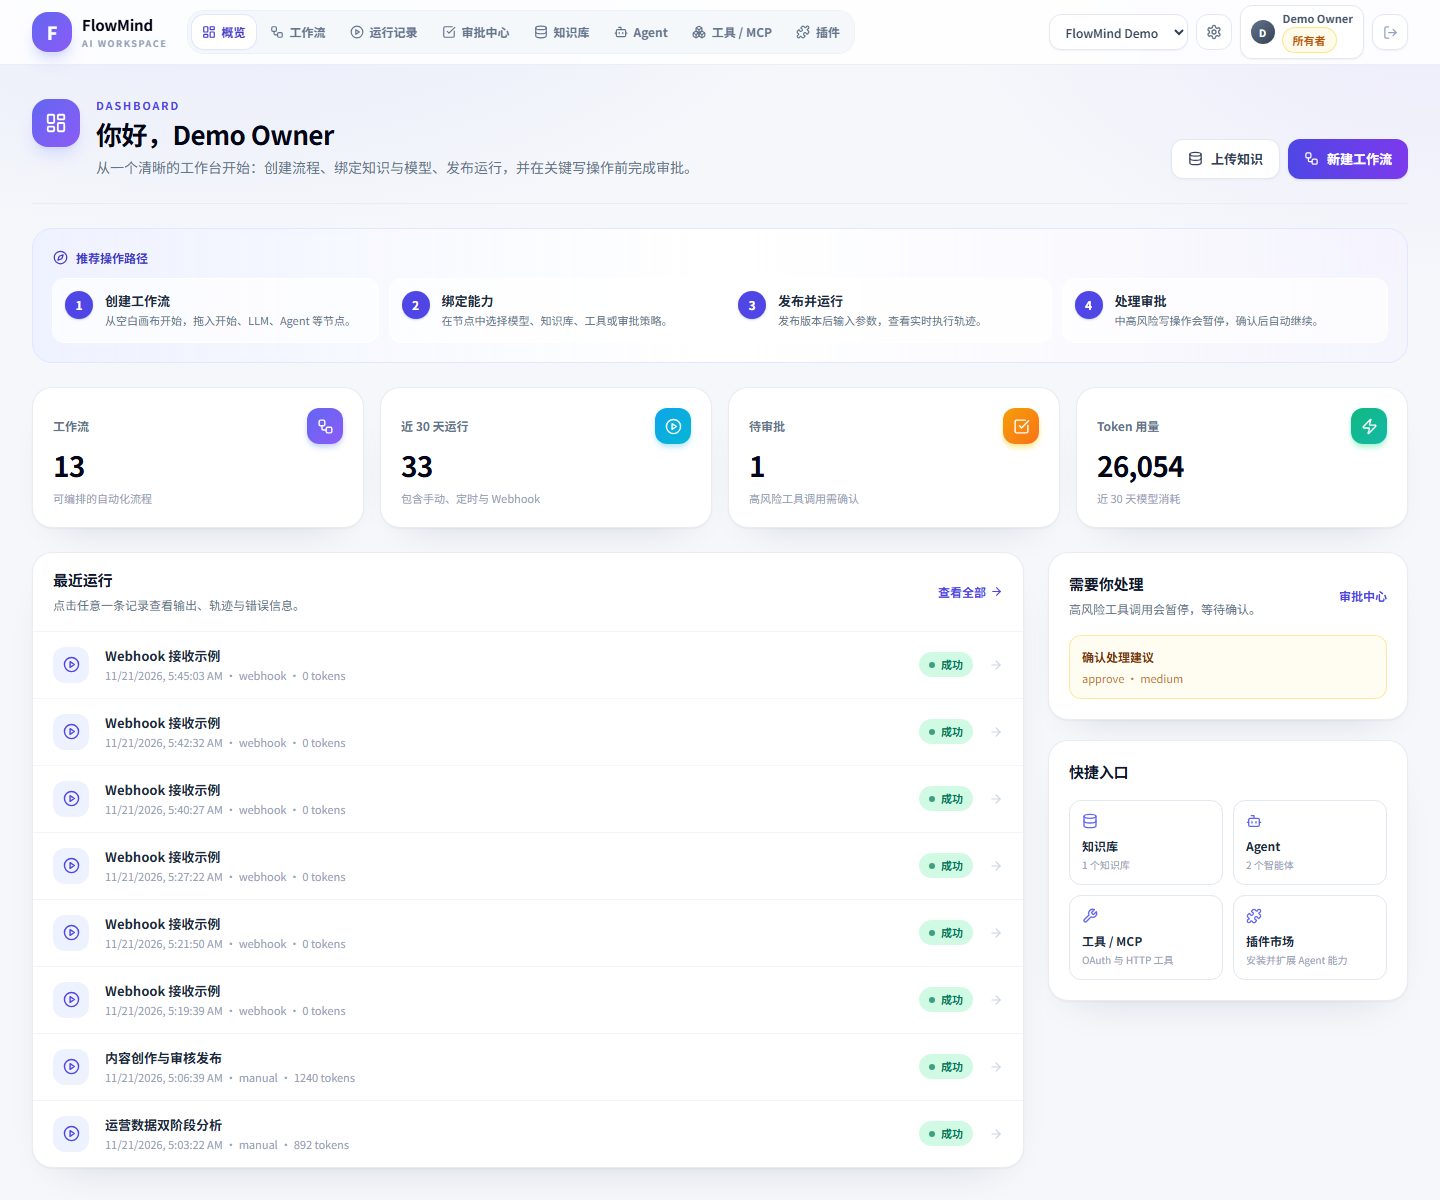 F
FlowMind
AI WORKSPACE
概览
工作流
运行记录
审批中心
知识库
Agent
工具 / MCP
插件
FlowMind Demo
D
Demo Owner
所有者
DASHBOARD
你好，Demo Owner
从一个清晰的工作台开始：创建流程、绑定知识与模型、发布运行，并在关键写操作前完成审批。
上传知识
新建工作流
推荐操作路径
1
创建工作流
从空白画布开始，拖入开始、LLM、Agent 等节点。
2
绑定能力
在节点中选择模型、知识库、工具或审批策略。
3
发布并运行
发布版本后输入参数，查看实时执行轨迹。
4
处理审批
中高风险写操作会暂停，确认后自动继续。
工作流
13
可编排的自动化流程
近 30 天运行
33
包含手动、定时与 Webhook
待审批
1
高风险工具调用需确认
Token 用量
26,054
近 30 天模型消耗
最近运行
点击任意一条记录查看输出、轨迹与错误信息。
查看全部
Webhook 接收示例
11/21/2026, 5:45:03 AM • webhook • 0 tokens
成功
Webhook 接收示例
11/21/2026, 5:42:32 AM • webhook • 0 tokens
成功
Webhook 接收示例
11/21/2026, 5:40:27 AM • webhook • 0 tokens
成功
Webhook 接收示例
11/21/2026, 5:27:22 AM • webhook • 0 tokens
成功
Webhook 接收示例
11/21/2026, 5:21:50 AM • webhook • 0 tokens
成功
Webhook 接收示例
11/21/2026, 5:19:39 AM • webhook • 0 tokens
成功
内容创作与审核发布
11/21/2026, 5:06:39 AM • manual • 1240 tokens
成功
运营数据双阶段分析
11/21/2026, 5:03:22 AM • manual • 892 tokens
成功
需要你处理
高风险工具调用会暂停，等待确认。
审批中心
确认处理建议
approve • medium
快捷入口
知识库
1 个知识库
Agent
2 个智能体
工具 / MCP
OAuth 与 HTTP 工具
插件市场
安装并扩展 Agent 能力